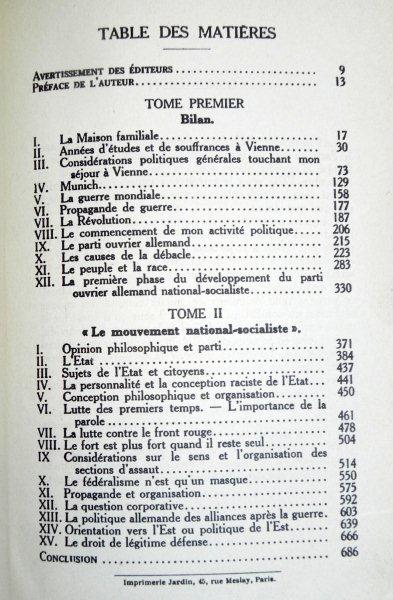 TABLE DES MATIÈRES
AVERTISSEMENT DES ÉDITEURS 9
PRÉFACE DE L'AUTEUR 13
TOME PREMIER
Bilan.
I. La Maison familiale 17
II. Années d'études et de souffrances à Vienne 30
III. Considérations politiques générales touchant mon
séjour à Vienne 73
IV. Munich 129
V. La guerre mondiale 158
VI. Propagande de guerre 177
VII. La Révolution 187
VIII. Le commencement de mon activité politique 206
IX. Le parti ouvrier allemand 215
X. Les causes de la débacle 223
XI. Le peuple et la race 283
XII. La première phase du développement du parti
ouvrier allemand national-socialiste 330
TOME II
« Le mouvement national-socialiste ».
I. Opinion philosophique et parti 371
II. L'Etat 384
III. Sujets de l'Etat et citoyens 437
IV. La personnalité et la conception raciste de l'Etat 441
V. Conception philosophique et organisation 450
VI. Lutte des premiers temps. — L'importance de la
parole 461
VII. La lutte contre le front rouge 478
VIII. Le fort est plus fort quand il reste seul 504
IX Considérations sur le sens et l'organisation des
sections d'assaut 514
X. Le fédéralisme n'est qu'un masque 550
XI. Propagande et organisation 575
XII. La question corporative 592
XIII. La politique allemande des alliances après la guerre. 603
XIV. Orientation vers l'Est ou politique de l'Est 639
XV. Le droit de légitime défense 666
CONCLUSION 686
Imprimerie Jardin, 45, rue Meslay, Paris.